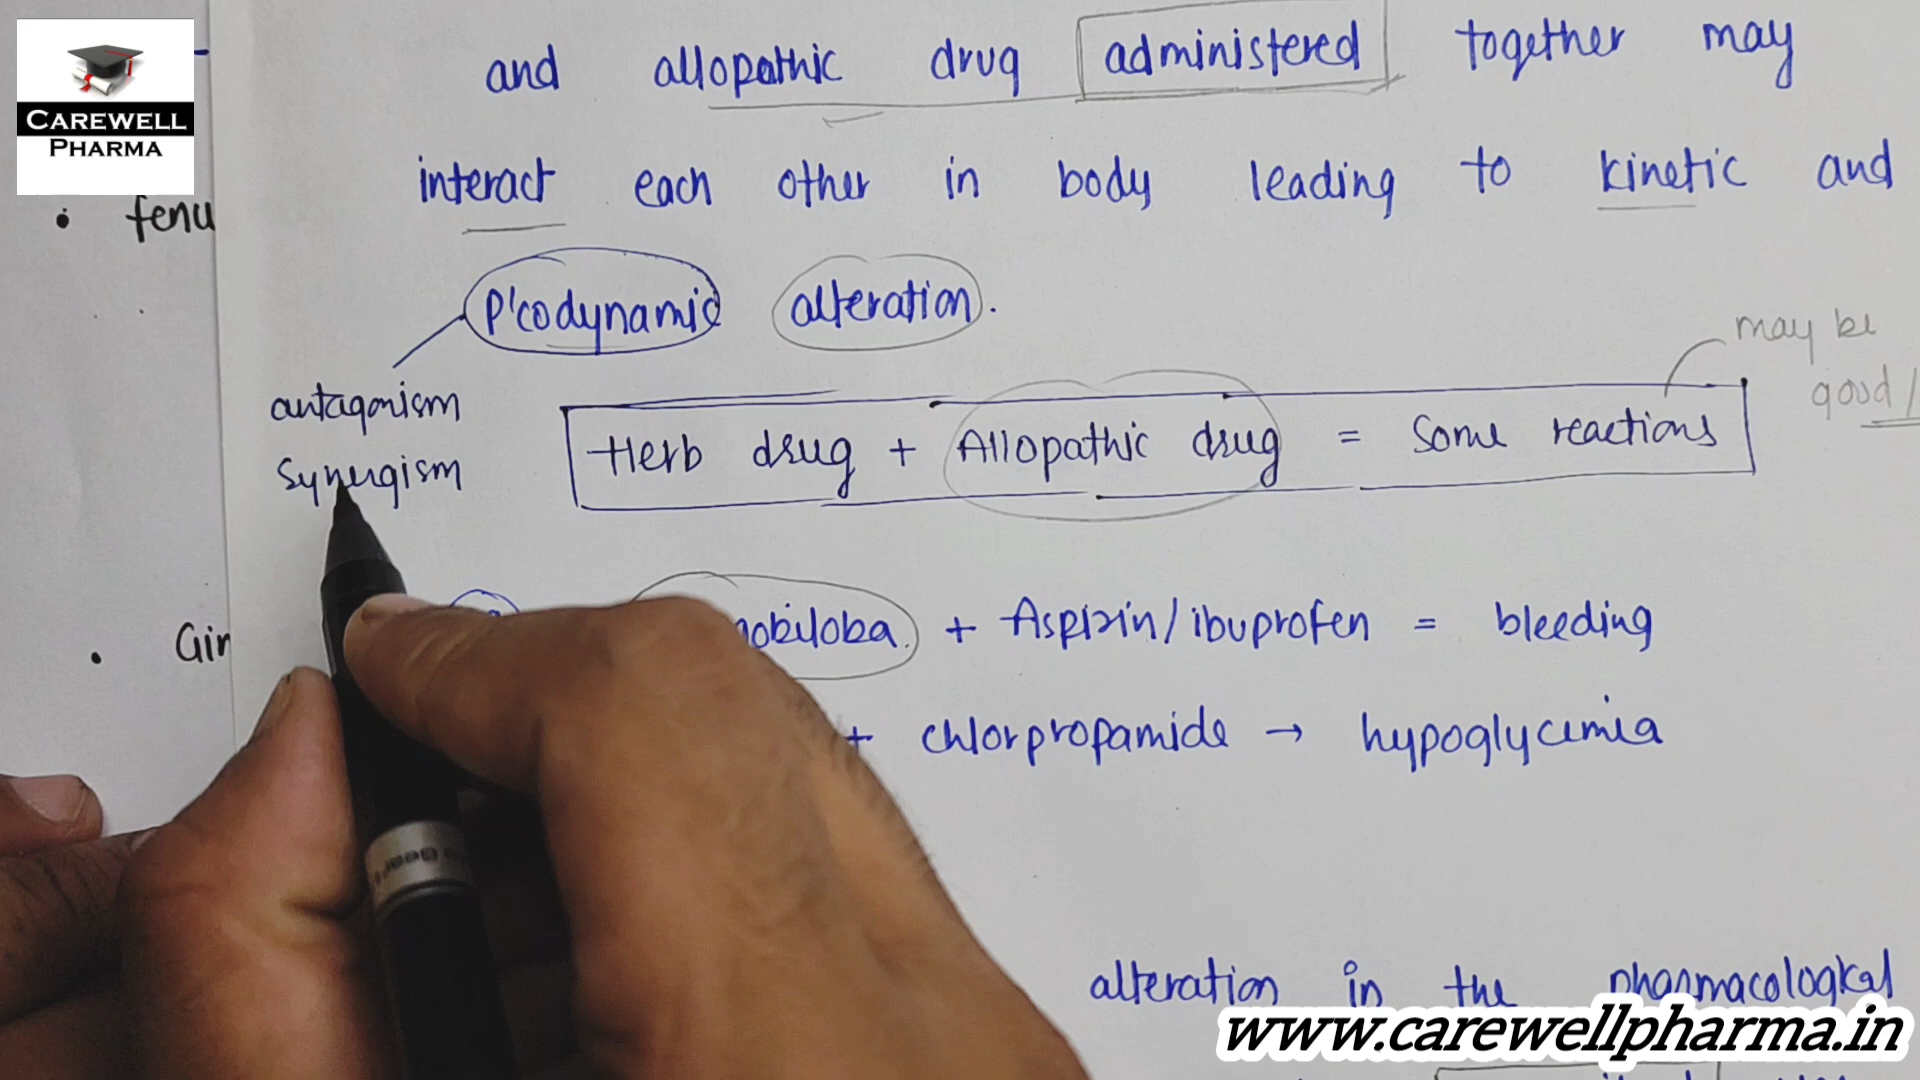 CAREWELL
PHARMA
and allopathic drug administered together may
interact each other in body leading to kinetic and
P'codynamic alteration.
may be
good/
antagonism
synergism
Herb drug + Allopathic drug = Some reactions
fenu
Gin
obiloba. + Aspirin/ibuprofen = bleeding
+ chlorpropamide → hypoglycemia
alteration in the pharmacological
www.carewellpharma.in